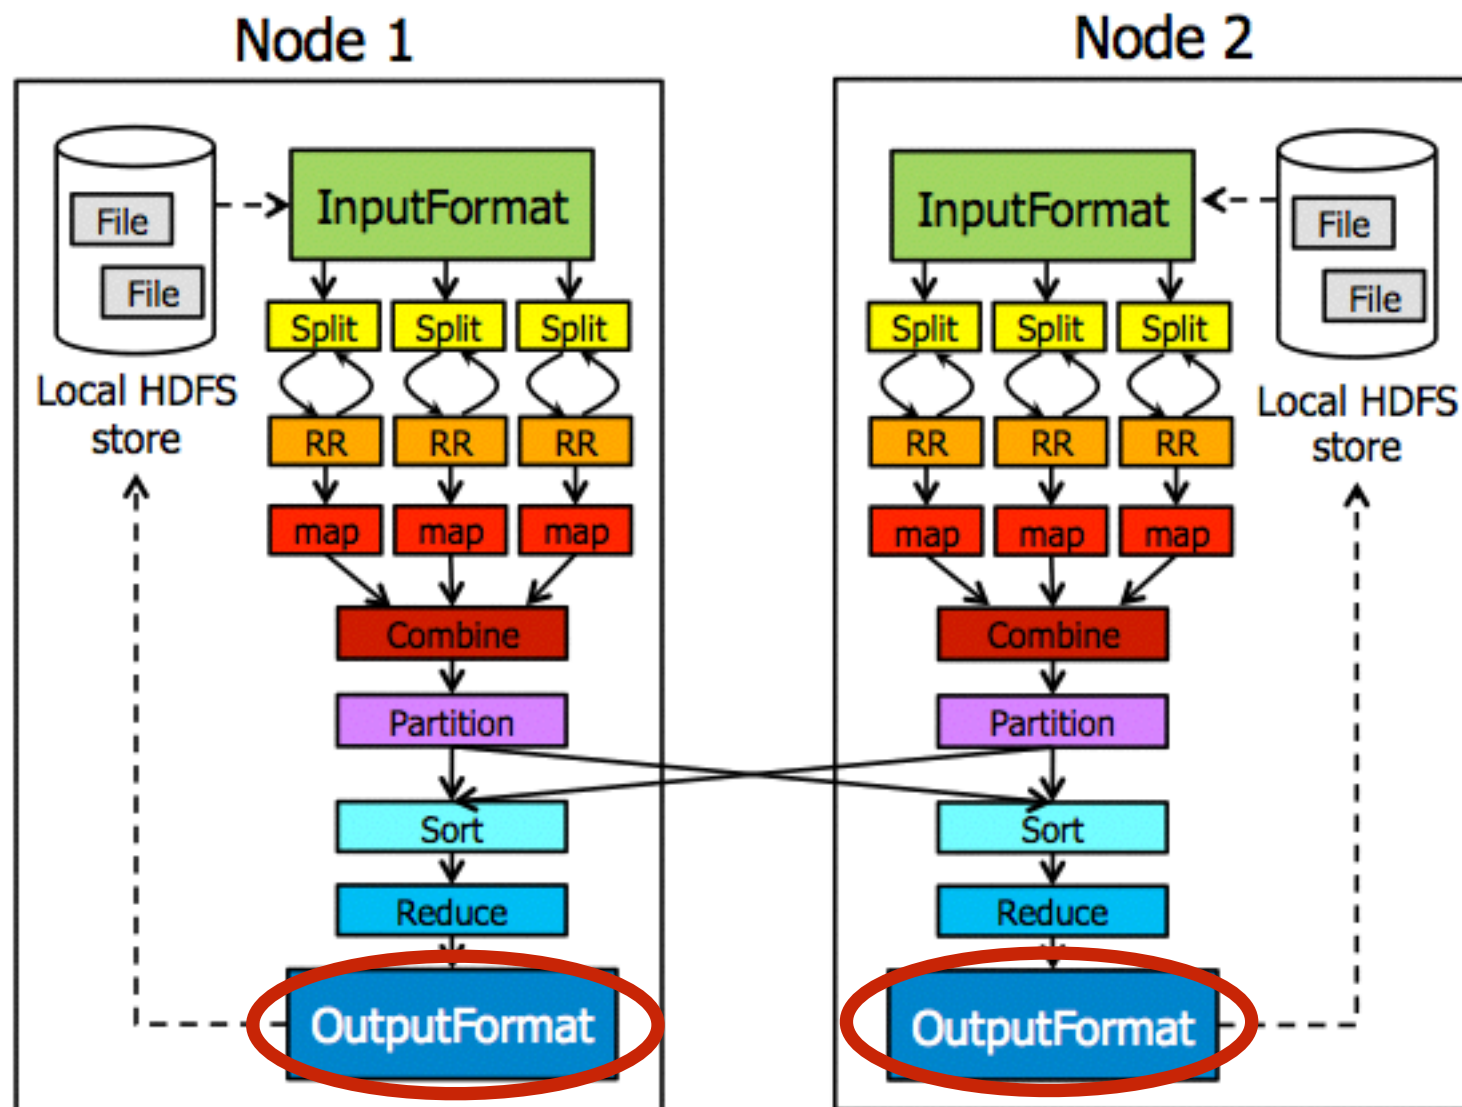 Node 1
Node 2
File
File
Local HDFS
store
InputFormat
Split Split Split
RR RR RR
map map map
Combine
Partition
Sort
Reduce
OutputFormat
InputFormat
Split Split Split
RR RR RR
map map map
Combine
Partition
Sort
Reduce
OutputFormat
File
File
Local HDFS
store